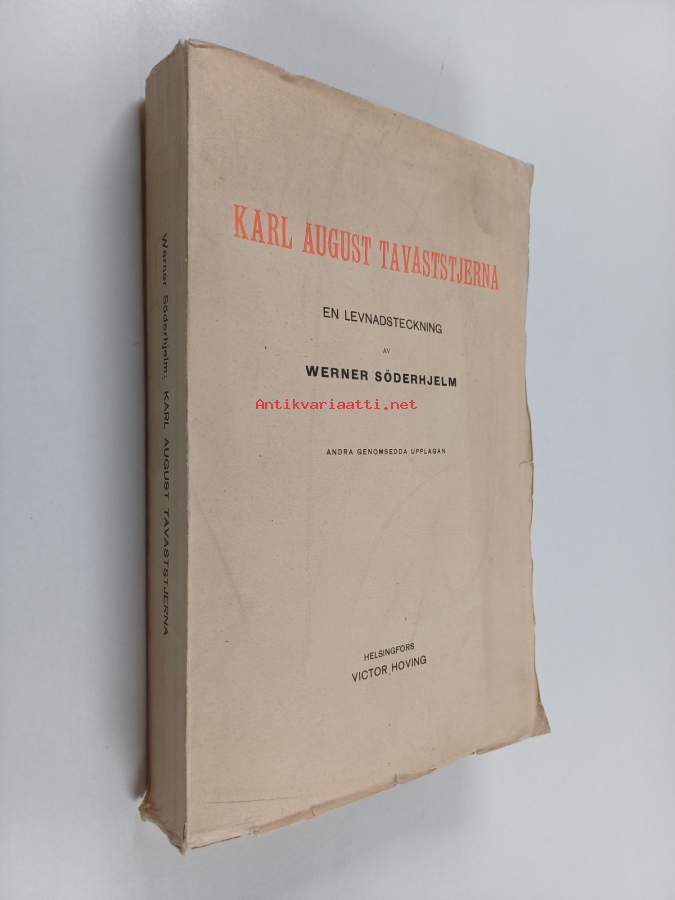 KARL AUGUST TAVASTSTJERNA
EN LEVNADSTECKNING
AV
WERNER SÖDERHJELM
Antikvariaatti.net
ANDRA GENOMSEDDA UPPLAGAN
HELSINGFORS
VICTOR HOVING
Werner Söderhjelm: KARL AUGUST TAVASTSTJERNA